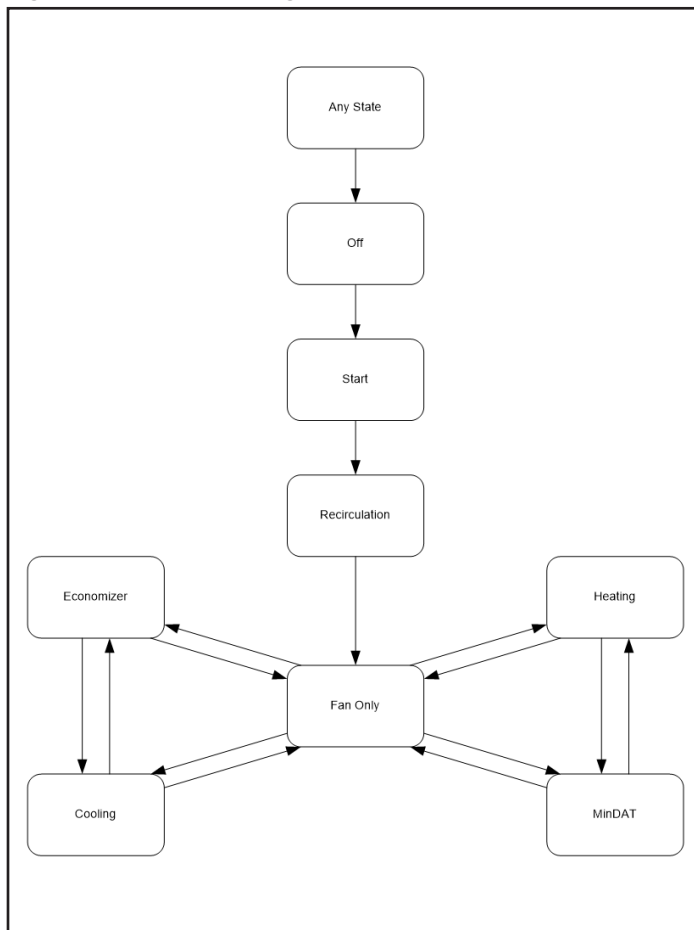 Any State
Off
Start
Recirculation
Economizer
Heating
Fan Only
Cooling
MinDAT